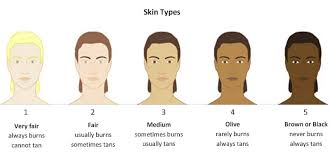 Skin Types
1 2 3 4 5
Very fair Fair Medium Olive Brown or Black
always burns usually burns sometimes burns rarely burns never burns
cannot tan sometimes tans sometimes tans always tans always tans